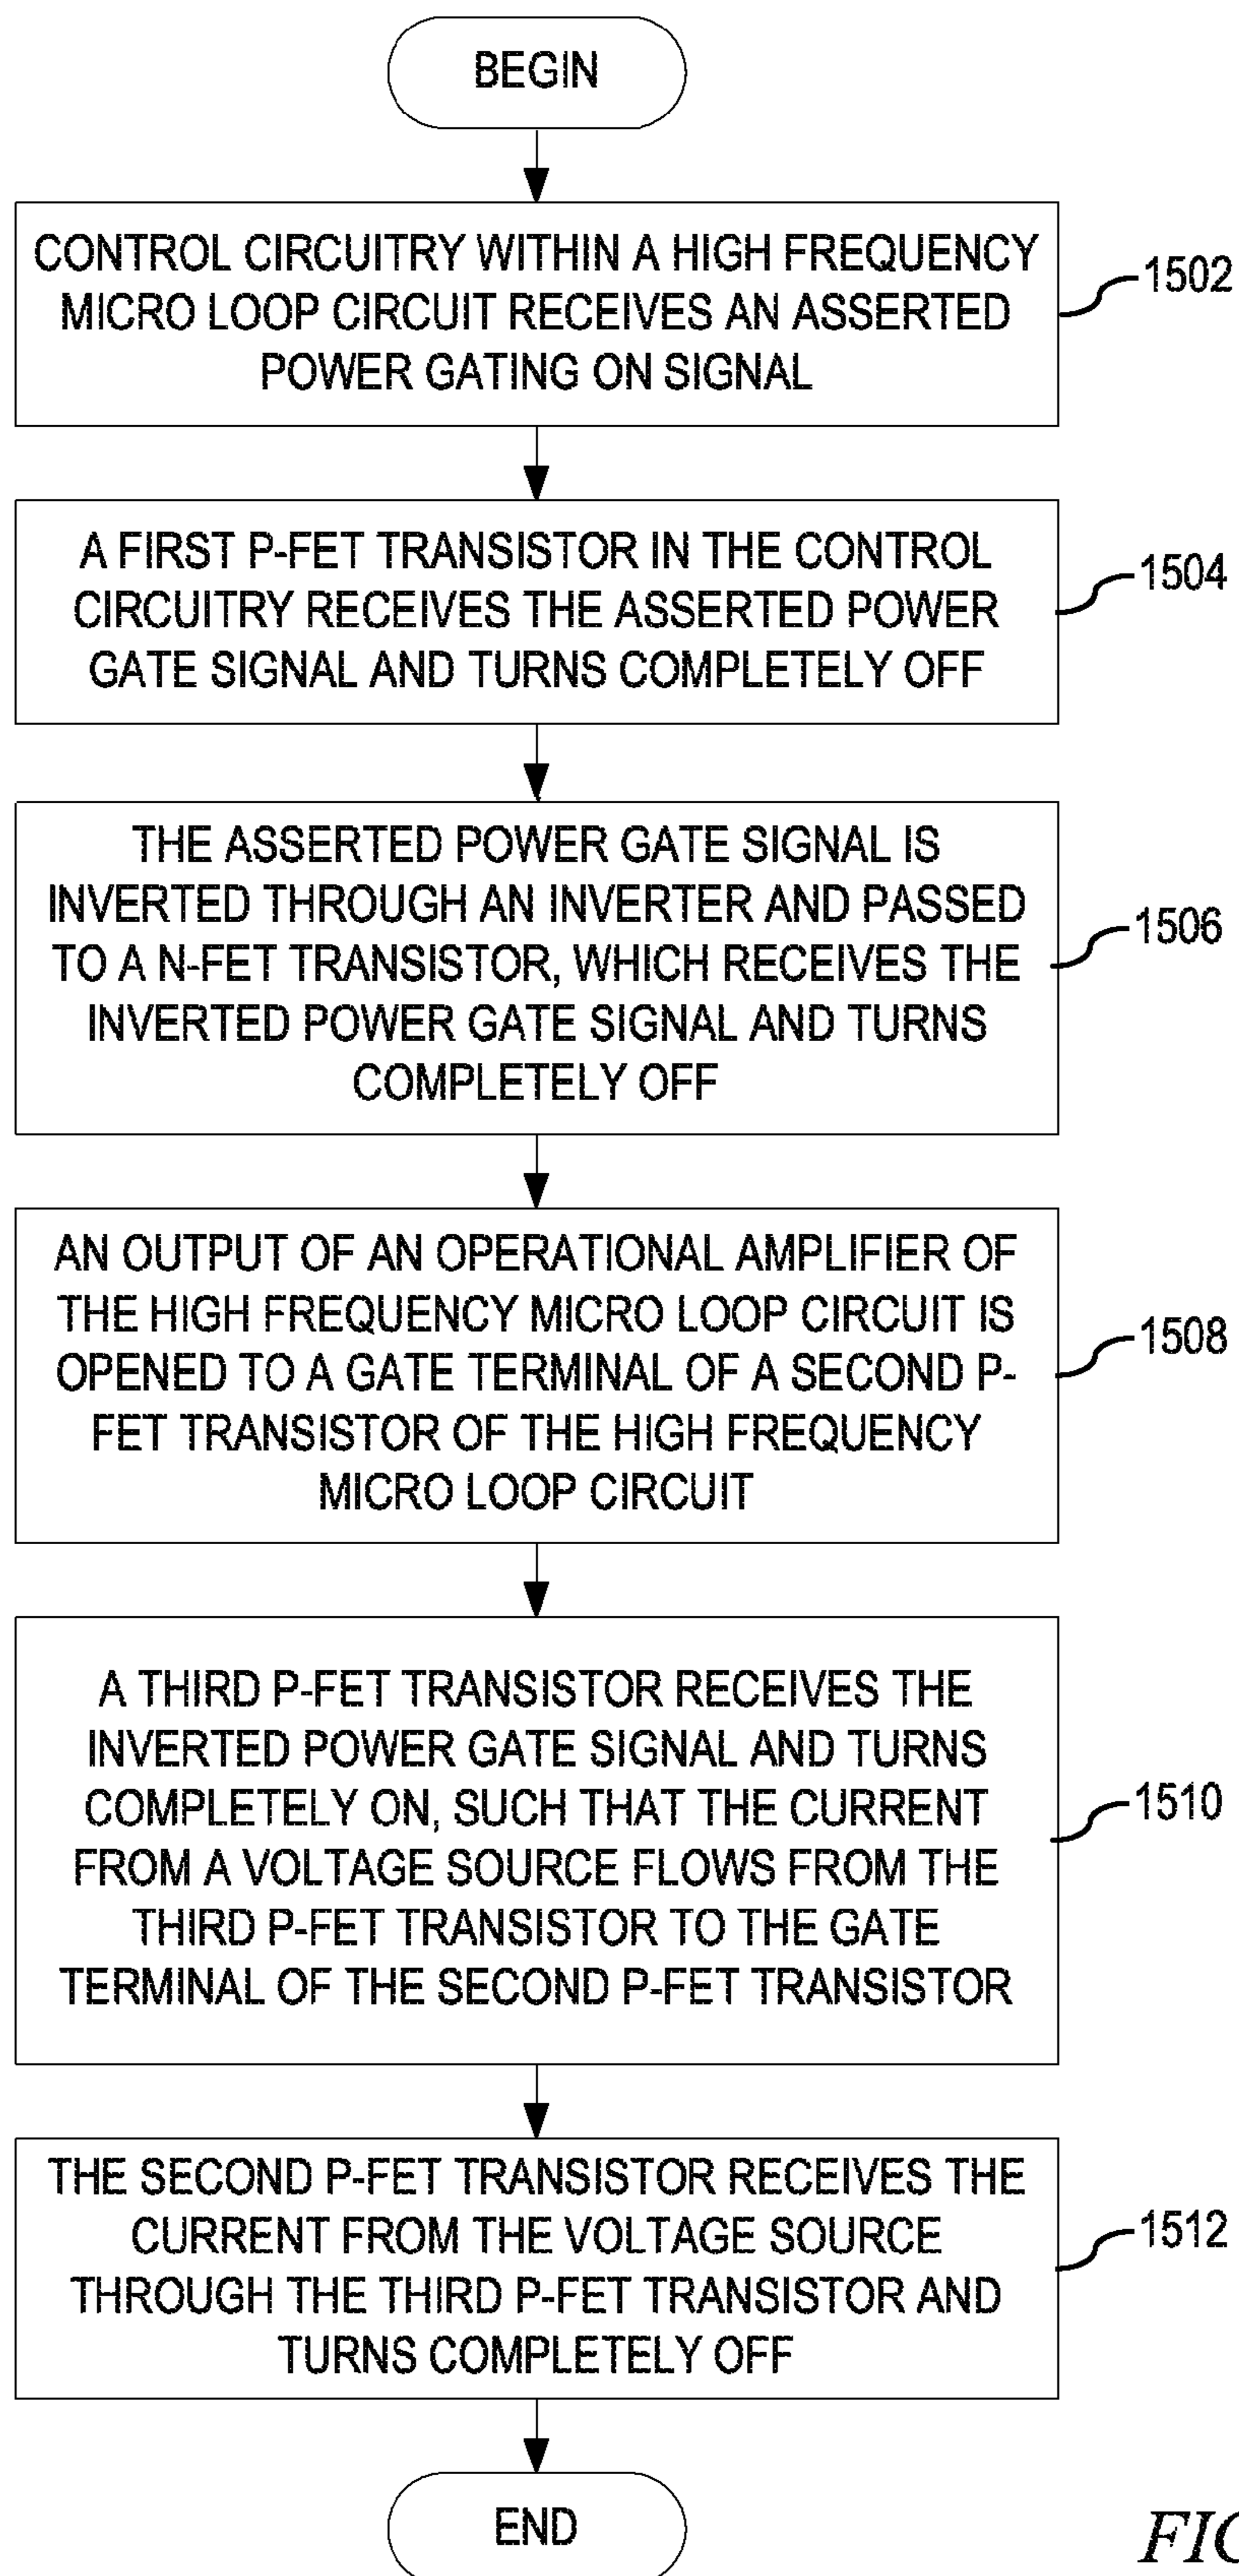 BEGIN
CONTROL CIRCUITRY WITHIN A HIGH FREQUENCY
MICRO LOOP CIRCUIT RECEIVES AN ASSERTED
POWER GATING ON SIGNAL
1502
A FIRST P-FET TRANSISTOR IN THE CONTROL
CIRCUITRY RECEIVES THE ASSERTED POWER
GATE SIGNAL AND TURNS COMPLETELY OFF
1504
THE ASSERTED POWER GATE SIGNAL IS
INVERTED THROUGH AN INVERTER AND PASSED
TO A N-FET TRANSISTOR, WHICH RECEIVES THE
INVERTED POWER GATE SIGNAL AND TURNS
COMPLETELY OFF
1506
AN OUTPUT OF AN OPERATIONAL AMPLIFIER OF
THE HIGH FREQUENCY MICRO LOOP CIRCUIT IS
OPENED TO A GATE TERMINAL OF A SECOND P-
FET TRANSISTOR OF THE HIGH FREQUENCY
MICRO LOOP CIRCUIT
1508
A THIRD P-FET TRANSISTOR RECEIVES THE
INVERTED POWER GATE SIGNAL AND TURNS
COMPLETELY ON, SUCH THAT THE CURRENT
FROM A VOLTAGE SOURCE FLOWS FROM THE
THIRD P-FET TRANSISTOR TO THE GATE
TERMINAL OF THE SECOND P-FET TRANSISTOR
1510
THE SECOND P-FET TRANSISTOR RECEIVES THE
CURRENT FROM THE VOLTAGE SOURCE
THROUGH THE THIRD P-FET TRANSISTOR AND
TURNS COMPLETELY OFF
1512
END